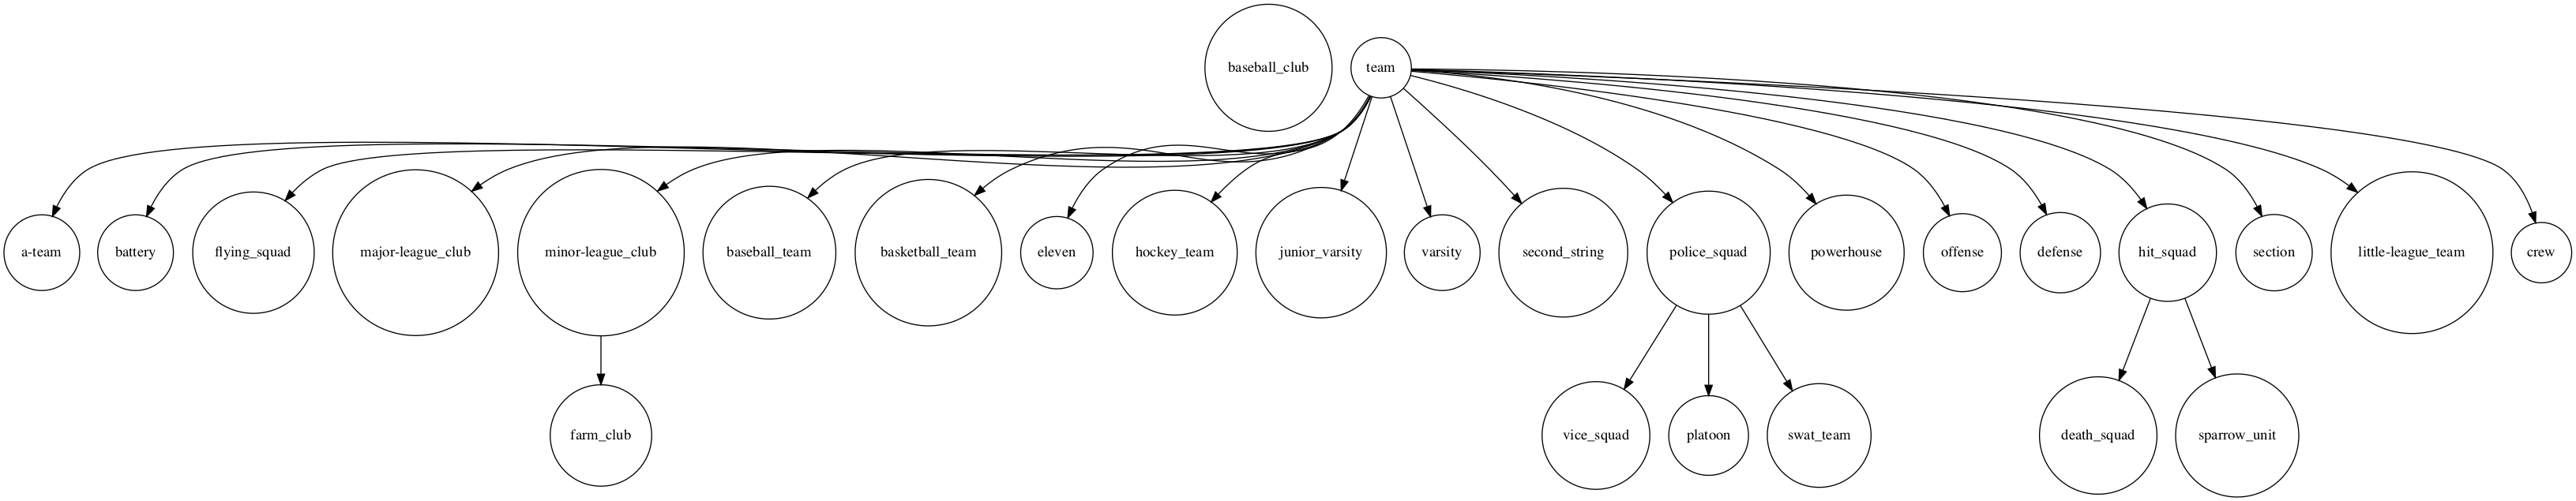 baseball_club
team
a-team
battery
flying_squad
major-league_club
minor-league_club
baseball_team
basketball_team
eleven
hockey_team
junior_varsity
varsity
second_string
police_squad
powerhouse
offense
defense
hit_squad
section
little-league_team
crew
farm_club
vice_squad
platoon
swat_team
death_squad
sparrow_unit